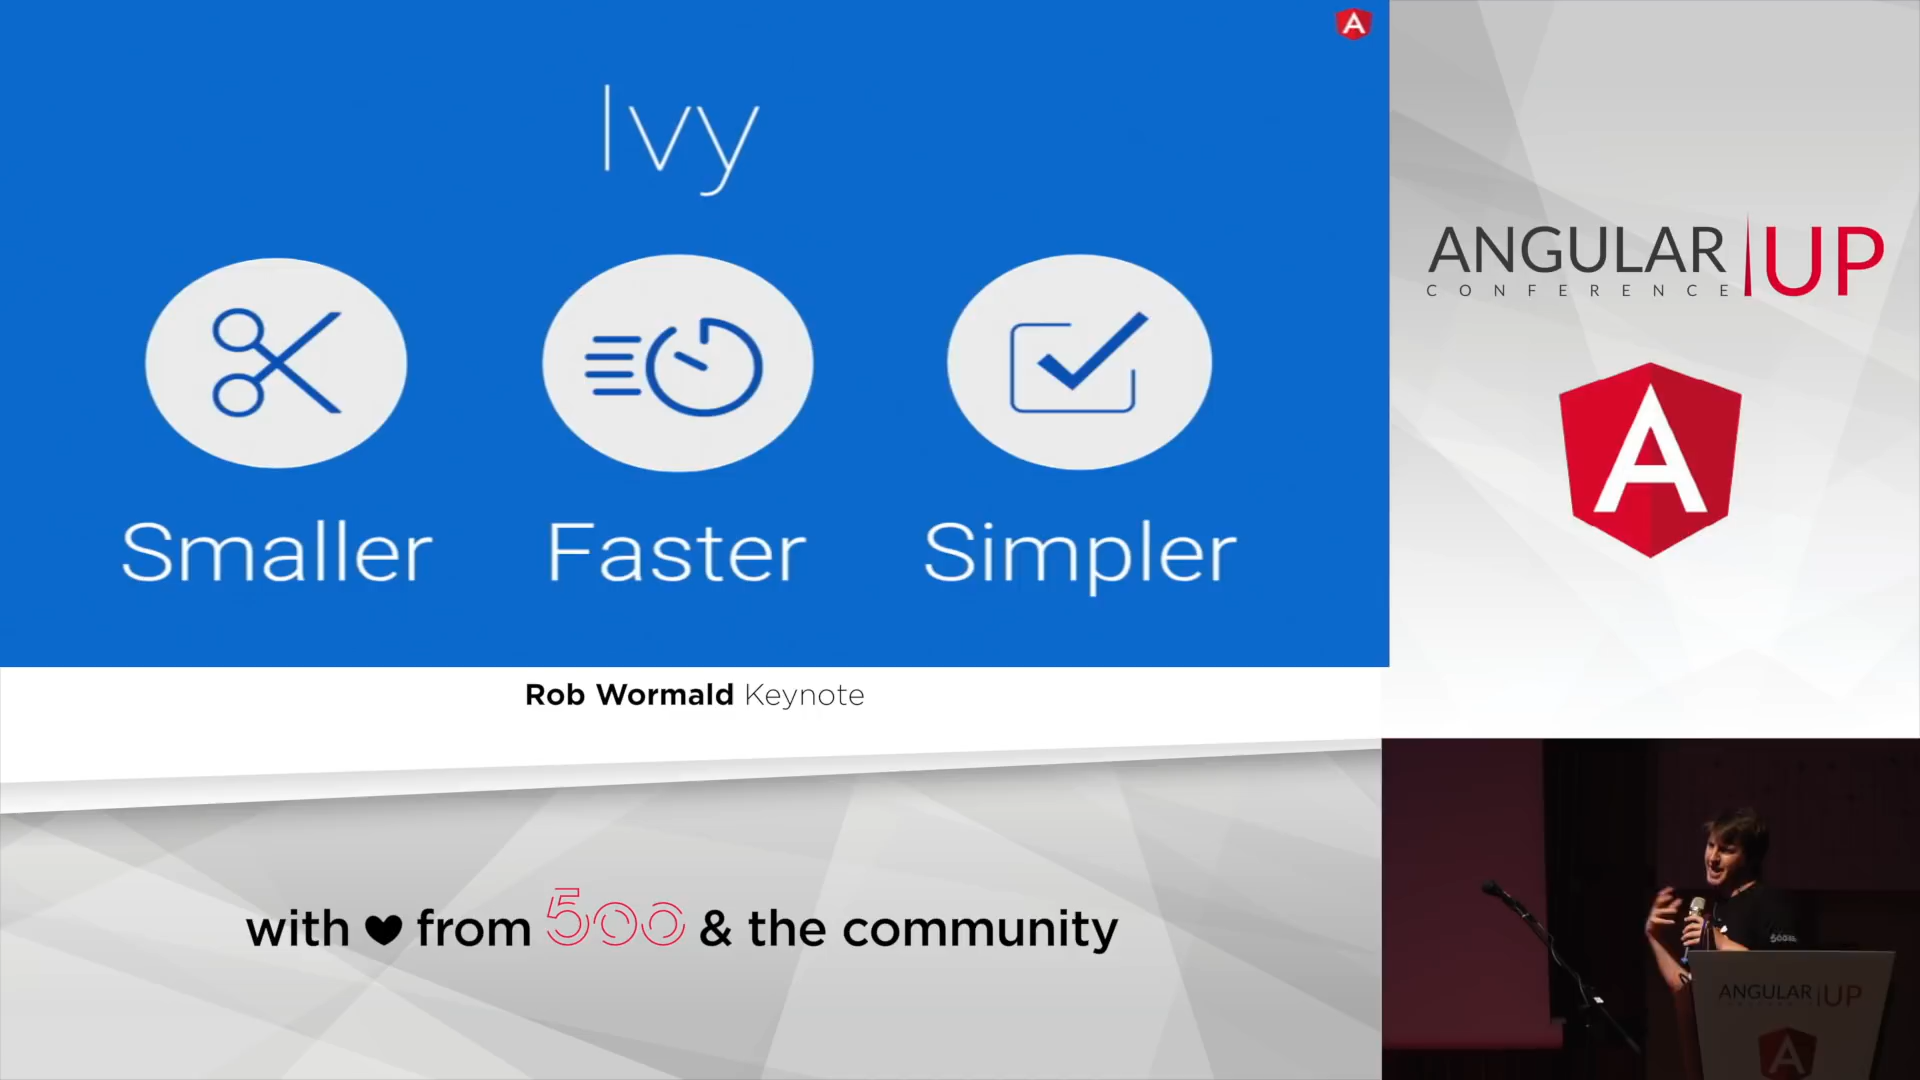 Ivy
Smaller Faster Simpler
Rob Wormald Keynote
with from 500 & the community
ANGULAR UP
CONFERENCE
ANGULAR UP